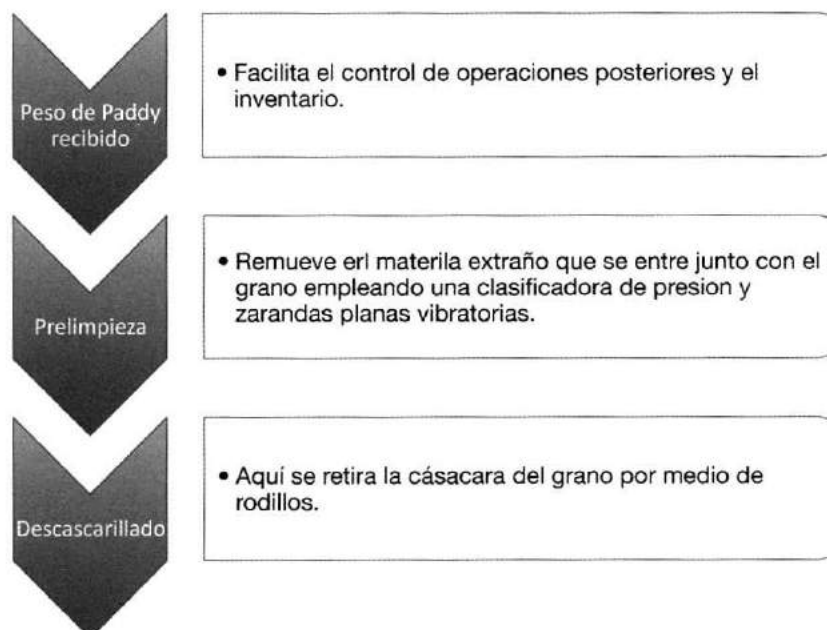 Peso de Paddy
recibido
• Facilita el control de operaciones posteriores y el
inventario.
Prelimpieza
• Remueve erl materila extraño que se entre junto con el
grano empleando una clasificadora de presion y
zarandas planas vibratorias.
Descascarillado
• Aquí se retira la cásacara del grano por medio de
rodillos.